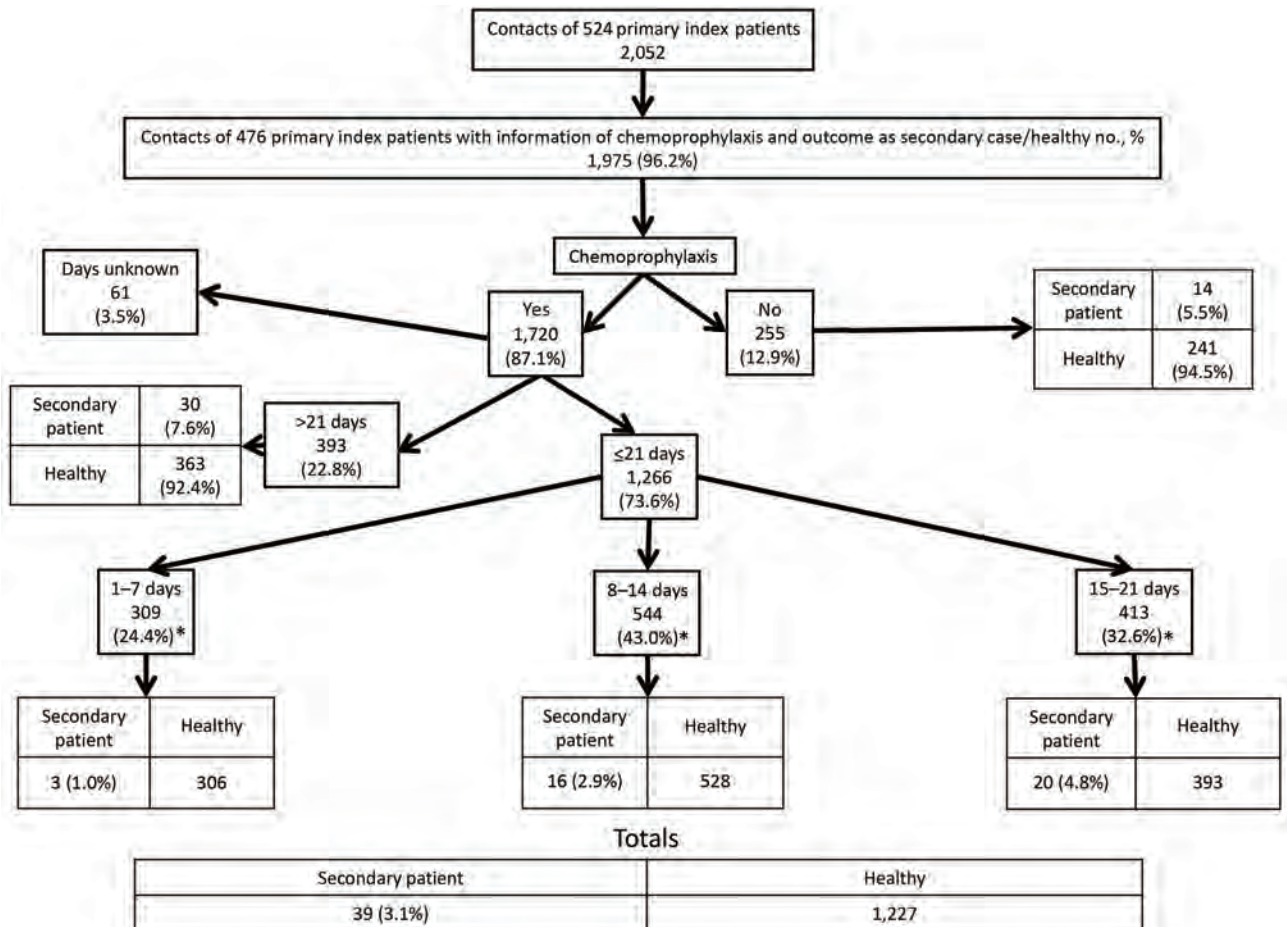 Contacts of 524 primary index patients
2,052
Contacts of 476 primary index patients with information of chemoprophylaxis and outcome as secondary case/healthy no., %
1,975 (96.2%)
Chemoprophylaxis
Days unknown
61
(3.5%)
Yes
1,720
(87.1%)
No
255
(12.9%)
Secondary
patient
14
(5.5%)
Healthy
241
(94.5%)
Secondary
patient
30
(7.6%)
Healthy
363
(92.4%)
>21 days
393
(22.8%)
≤21 days
1,266
(73.6%)
1–7 days
309
(24.4%)*
8–14 days
544
(43.0%)*
15–21 days
413
(32.6%)*
Secondary
patient
Healthy
3 (1.0%)
306
Secondary
patient
Healthy
16 (2.9%)
528
Secondary
patient
Healthy
20 (4.8%)
393
Totals
Secondary patient
Healthy
39 (3.1%)
1,227